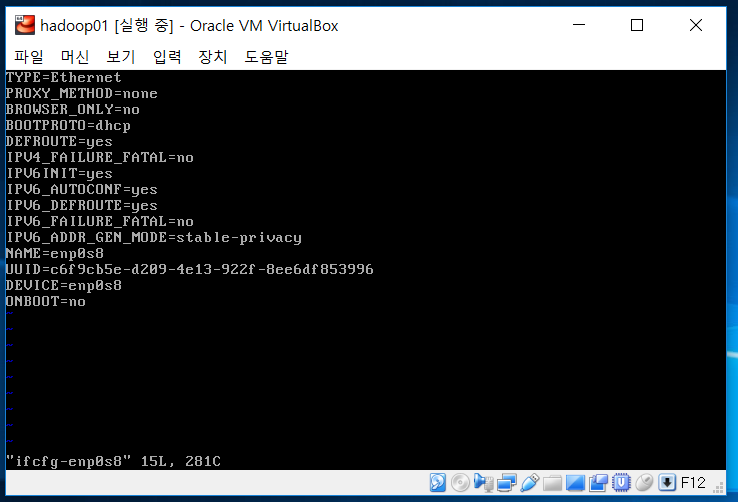 hadoop01 [실행 중] - Oracle VM VirtualBox
파일 머신 보기 입력 장치 도움말
TYPE=Ethernet
PROXY_METHOD=none
BROWSER_ONLY=no
BOOTPROTO=dhcp
DEFROUTE=yes
IPV4_FAILURE_FATAL=no
IPV6INIT=yes
IPV6_AUTOCONF=yes
IPV6_DEFROUTE=yes
IPV6_FAILURE_FATAL=no
IPV6_ADDR_GEN_MODE=stable-privacy
NAME=enp0s8
UUID=c6f9cb5e-d209-4e13-922f-8ee6df853996
DEVICE=enp0s8
ONBOOT=no
~
~
~
~
~
~
~
~
~
"ifcfg-enp0s8" 15L, 281C
F12